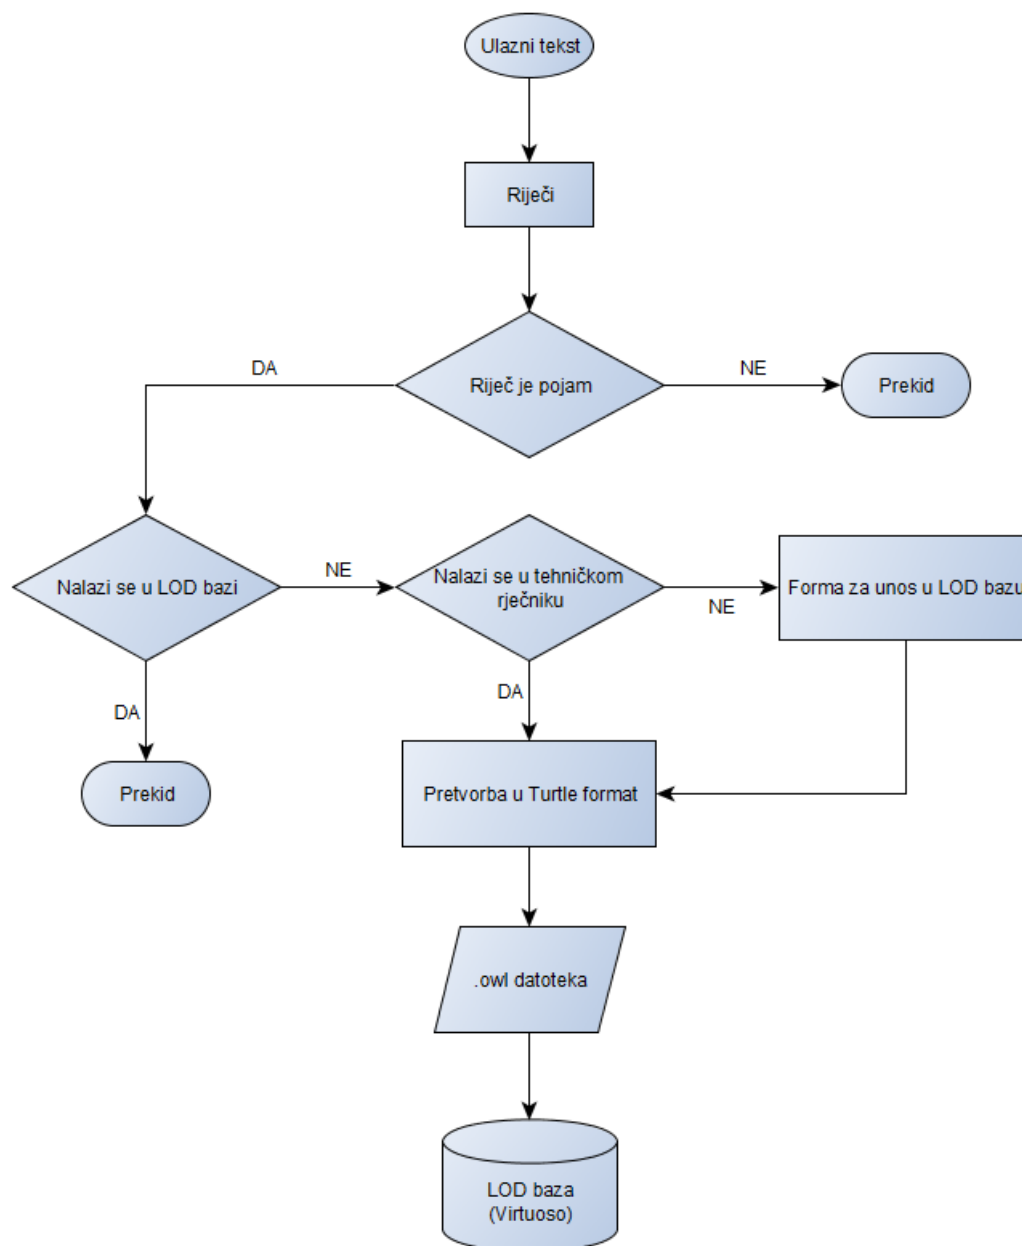 Ulazni tekst
Riječi
Riječ je pojam
DA
NE
Prekid
Nalazi se u LOD bazi
NE
Nalazi se u tehničkom
rječniku
NE
Forma za unos u LOD bazu
DA
DA
Prekid
Pretvorba u Turtle format
.owl datoteka
LOD baza
(Virtuoso)